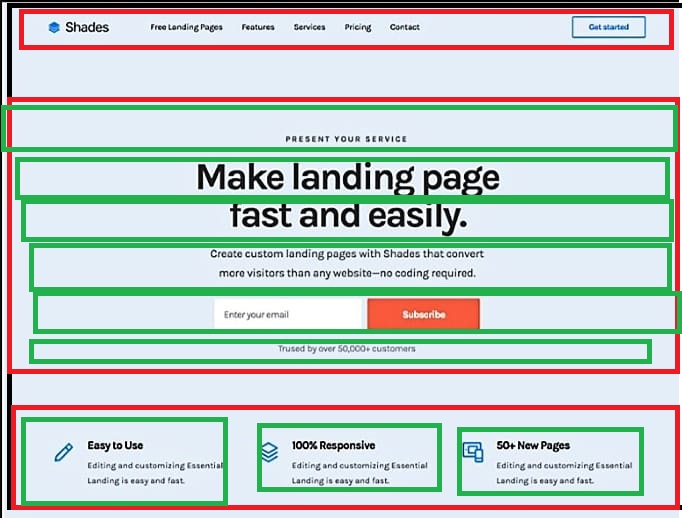 Shades
Free Landing Pages Features Services Pricing Contact
Get started
PRESENT YOUR SERVICE
Make landing page
fast and easily.
Create custom landing pages with Shades that convert
more visitors than any website—no coding required.
Enter your email
Subscribe
Trused by over 50,000+ customers
Easy to Use
Editing and customizing Essential
Landing is easy and fast.
100% Responsive
Editing and customizing Essential
Landing is easy and fast.
50+ New Pages
Editing and customizing Essential
Landing is easy and fast.